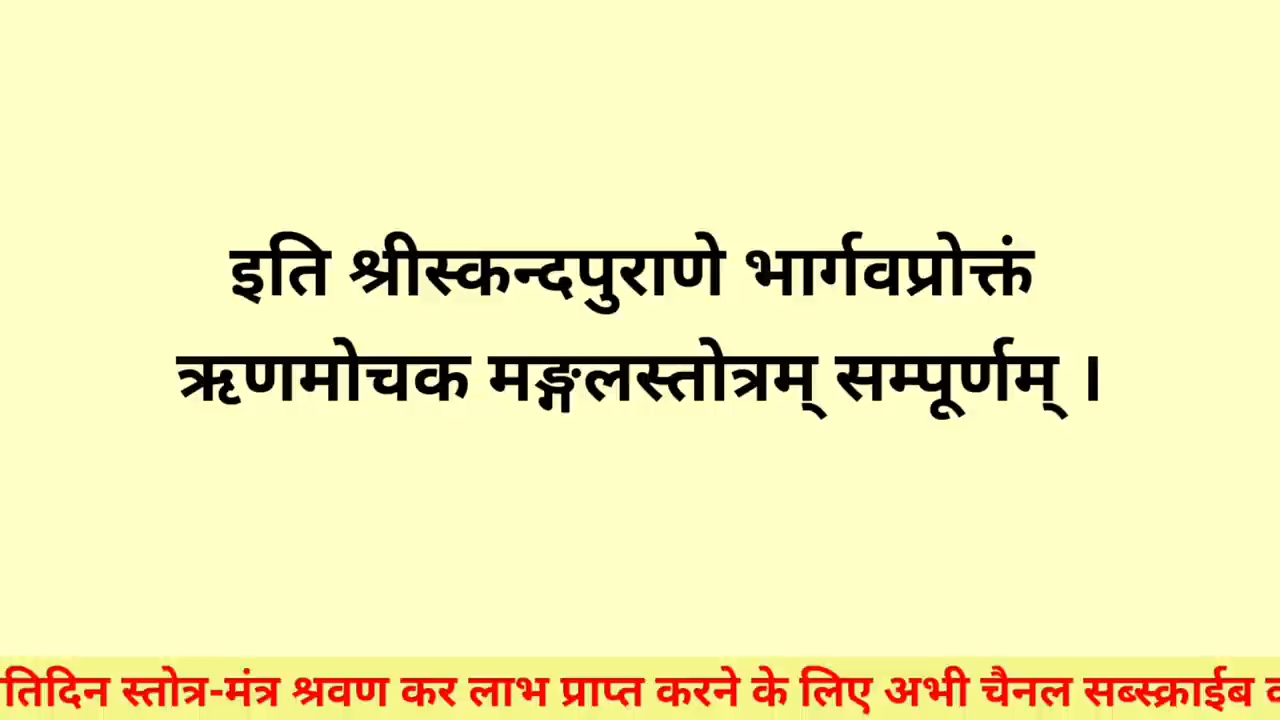 इति श्रीस्कन्दपुराणे भार्गवप्रोक्तं
ऋणमोचक मङ्गलस्तोत्रम् सम्पूर्णम् ।
तिदिन स्तोत्र-मंत्र श्रवण कर लाभ प्राप्त करने के लिए अभी चैनल सब्स्क्राईब